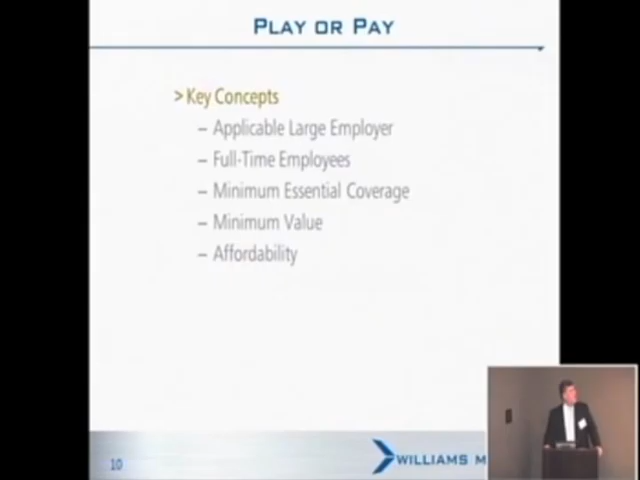 PLAY OR PAY
> Key Concepts
– Applicable Large Employer
– Full-Time Employees
– Minimum Essential Coverage
– Minimum Value
– Affordability
10
WILLIAMS M